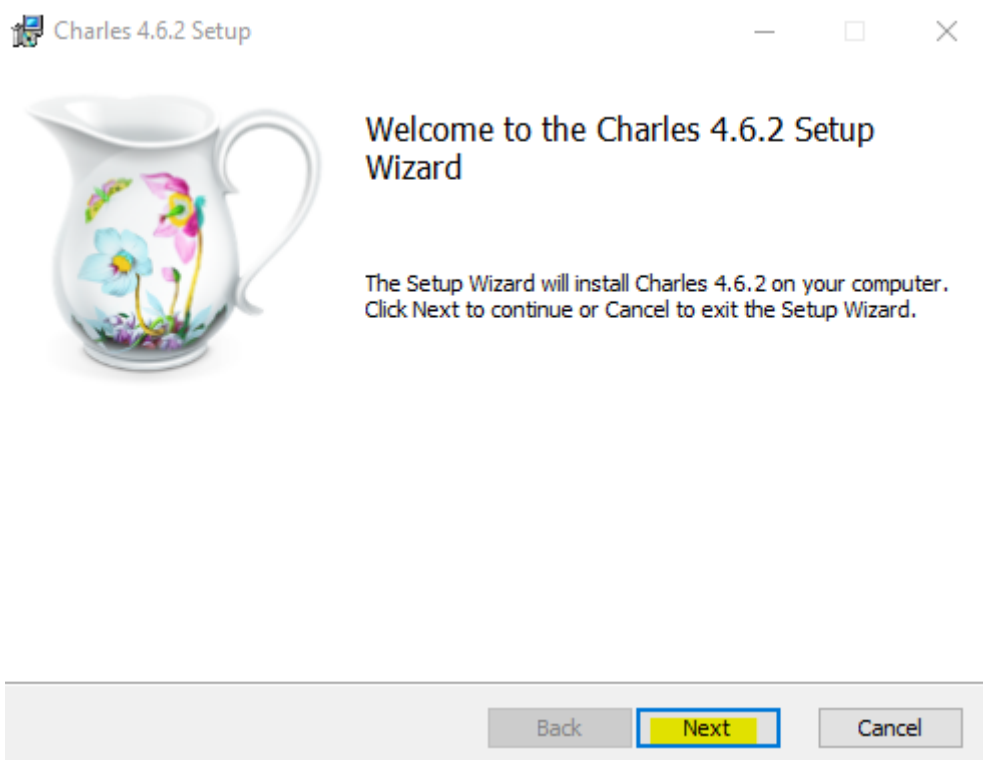 Charles 4.6.2 Setup
Welcome to the Charles 4.6.2 Setup
Wizard
The Setup Wizard will install Charles 4.6.2 on your computer.
Click Next to continue or Cancel to exit the Setup Wizard.
Back Next Cancel